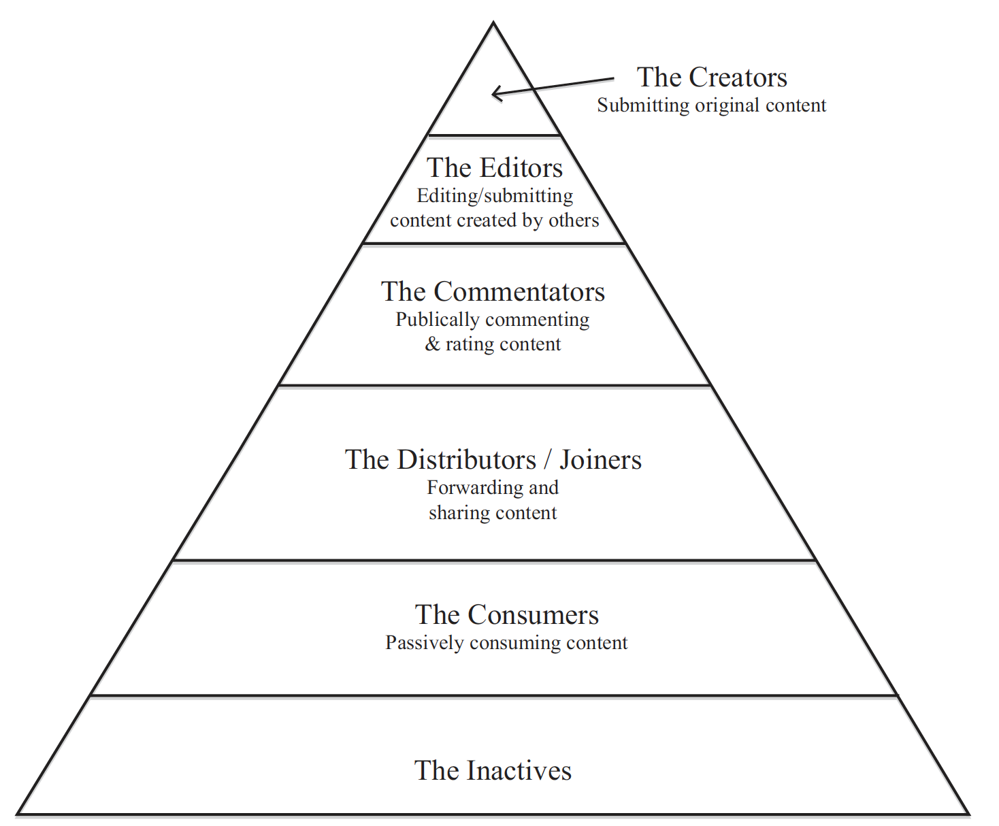 The Creators
Submitting original content
The Editors
Editing/submitting
content created by others
The Commentators
Publically commenting
& rating content
The Distributors / Joiners
Forwarding and
sharing content
The Consumers
Passively consuming content
The Inactives